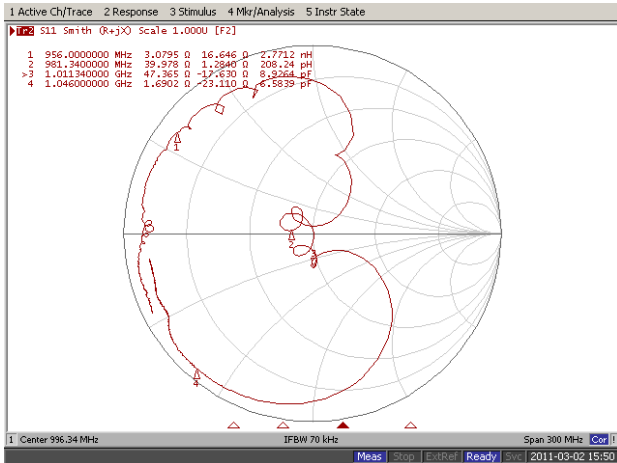 1 Active Ch/Trace 2 Response 3 Stimulus 4 Mkr/Analysis 5 Instr State
Tr2 S11 Smith (R+jX) Scale 1.000U [F2]
1 956.0000000 MHz 3.0795 Ω 16.646 Ω 2.7712 nH
2 981.3400000 MHz 39.978 Ω 1.2840 Ω 208.24 pH
>3 1.011340000 GHz 47.365 Ω -17.630 Ω 8.9264 pF
4 1.046000000 GHz 1.6902 Ω -23.110 Ω 6.5839 pF
1
2
3
4
1 Center 996.34 MHz IFBW 70 kHz Span 300 MHz Cor !
Meas Stop ExtRef Ready Svc 2011-03-02 15:50